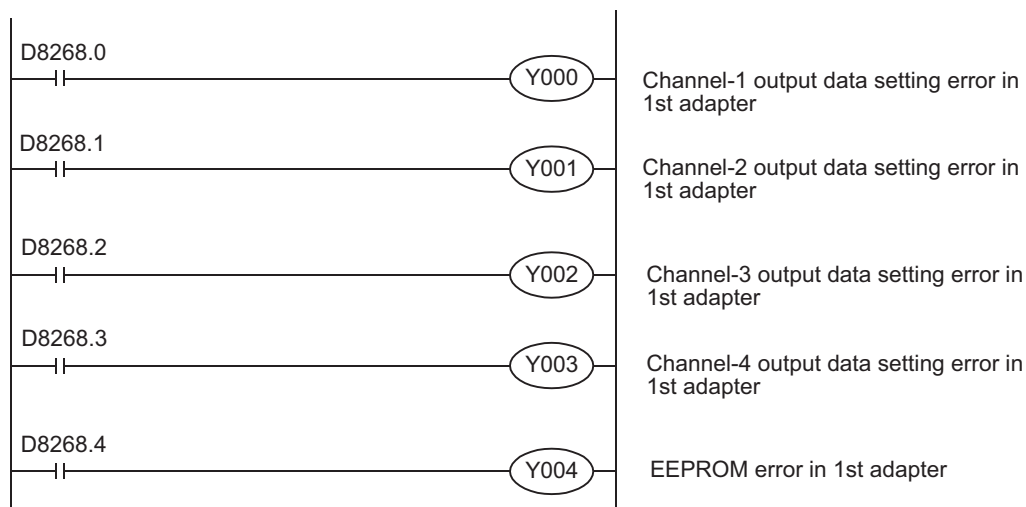 D8268.0
Y000
Channel-1 output data setting error in
1st adapter
D8268.1
Y001
Channel-2 output data setting error in
1st adapter
D8268.2
Y002
Channel-3 output data setting error in
1st adapter
D8268.3
Y003
Channel-4 output data setting error in
1st adapter
D8268.4
Y004
EEPROM error in 1st adapter